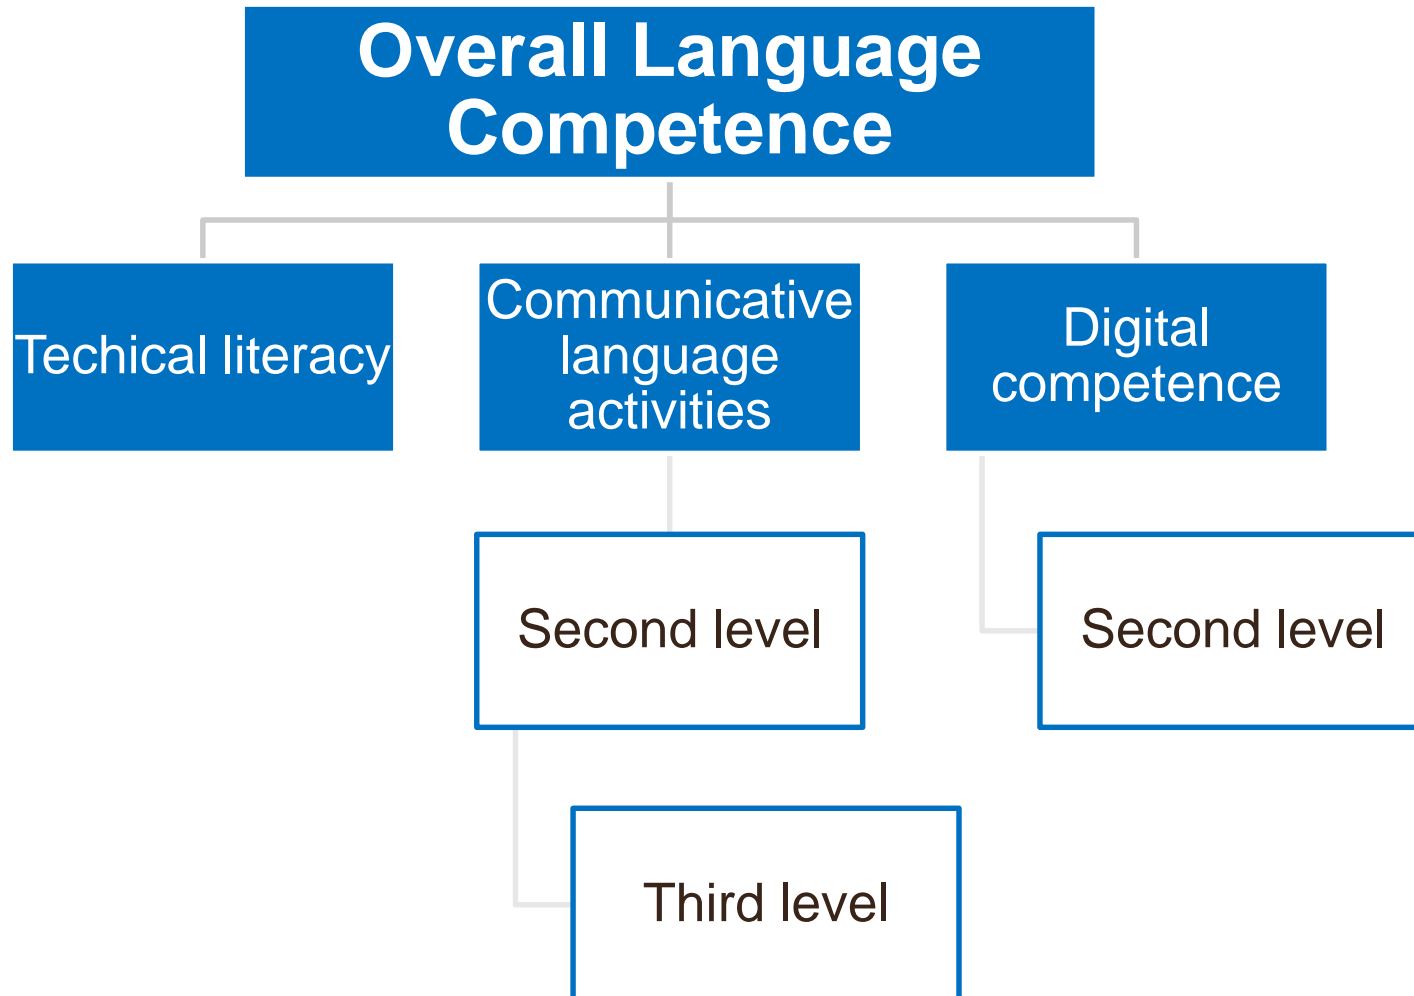 Overall Language
Competence
Techical literacy
Communicative
language
activities
Digital
competence
Second level
Second level
Third level